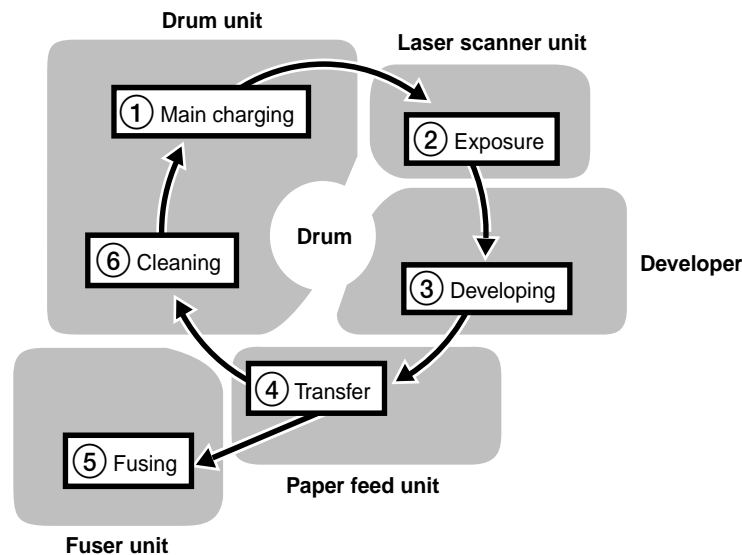 Drum unit
Laser scanner unit
① Main charging
② Exposure
Drum
⑥ Cleaning
Developer
③ Developing
④ Transfer
⑤ Fusing
Paper feed unit
Fuser unit